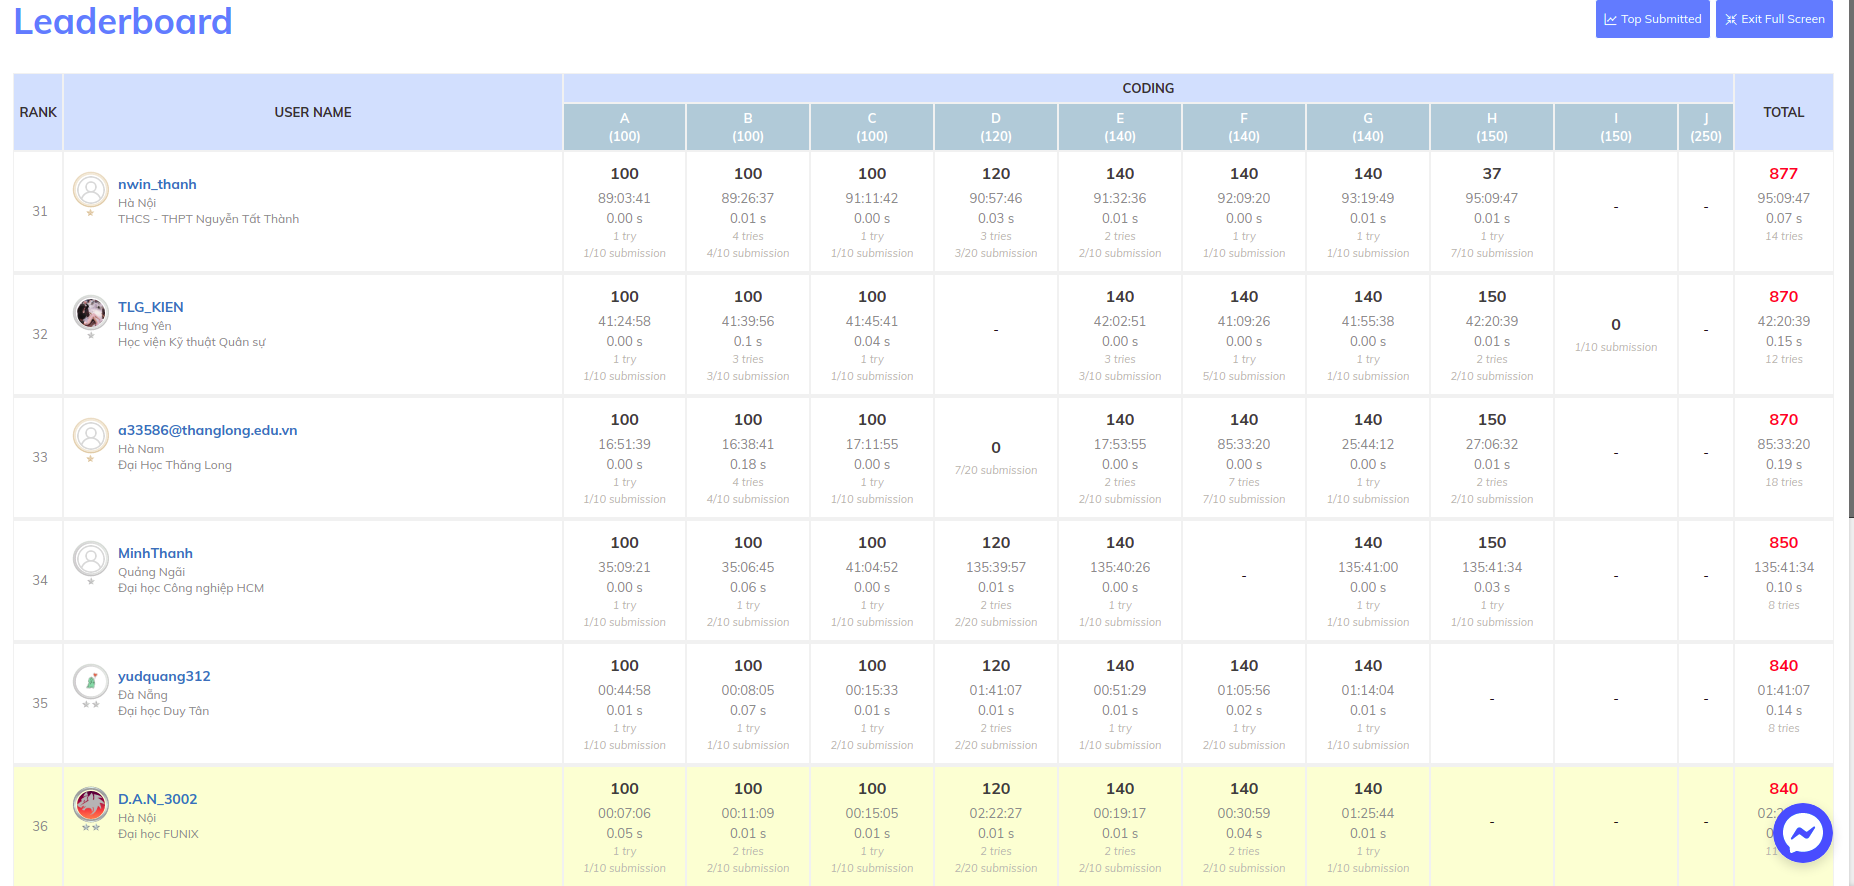 Leaderboard
Top Submitted
Exit Full Screen
RANK
USER NAME
CODING
TOTAL
A
(100)
B
(100)
C
(100)
D
(120)
E
(140)
F
(140)
G
(140)
H
(150)
I
(150)
J
(250)
31
nwin_thanh
Hà Nội
THCS - THPT Nguyễn Tất Thành
100
89:03:41
0.00 s
1 try
1/10 submission
100
89:26:37
0.01 s
4 tries
4/10 submission
100
91:11:42
0.00 s
1 try
1/10 submission
120
90:57:46
0.03 s
3 tries
3/20 submission
140
91:32:36
0.01 s
2 tries
2/10 submission
140
92:09:20
0.00 s
1 try
1/10 submission
140
93:19:49
0.01 s
1 try
1/10 submission
37
95:09:47
0.01 s
1 try
7/10 submission
-
-
877
95:09:47
0.07 s
14 tries
32
TLG_KIEN
Hưng Yên
Học viện Kỹ thuật Quân sự
100
41:24:58
0.00 s
1 try
1/10 submission
100
41:39:56
0.1 s
3 tries
3/10 submission
100
41:45:41
0.04 s
1 try
1/10 submission
-
140
42:02:51
0.00 s
3 tries
3/10 submission
140
41:09:26
0.00 s
1 try
5/10 submission
140
41:55:38
0.00 s
1 try
1/10 submission
150
42:20:39
0.01 s
2 tries
2/10 submission
0
1/10 submission
-
870
42:20:39
0.15 s
12 tries
33
a33586@thanglong.edu.vn
Hà Nam
Đại Học Thăng Long
100
16:51:39
0.00 s
1 try
1/10 submission
100
16:38:41
0.18 s
4 tries
4/10 submission
100
17:11:55
0.00 s
1 try
1/10 submission
0
7/20 submission
140
17:53:55
0.00 s
2 tries
2/10 submission
140
85:33:20
0.00 s
7 tries
7/10 submission
140
25:44:12
0.00 s
1 try
1/10 submission
150
27:06:32
0.01 s
2 tries
2/10 submission
-
-
870
85:33:20
0.19 s
18 tries
34
MinhThanh
Quảng Ngãi
Đại học Công nghiệp HCM
100
35:09:21
0.00 s
1 try
1/10 submission
100
35:06:45
0.06 s
1 try
2/10 submission
100
41:04:52
0.00 s
1 try
1/10 submission
120
135:39:57
0.01 s
2 tries
2/20 submission
140
135:40:26
0.00 s
1 try
1/10 submission
-
140
135:41:00
0.00 s
1 try
1/10 submission
150
135:41:34
0.03 s
1 try
1/10 submission
-
-
850
135:41:34
0.10 s
8 tries
35
yudquang312
Đà Nẵng
Đại học Duy Tân
100
00:44:58
0.01 s
1 try
1/10 submission
100
00:08:05
0.07 s
1 try
1/10 submission
100
00:15:33
0.01 s
1 try
2/10 submission
120
01:41:07
0.01 s
2 tries
2/20 submission
140
00:51:29
0.01 s
1 try
1/10 submission
140
01:05:56
0.02 s
1 try
2/10 submission
140
01:14:04
0.01 s
1 try
1/10 submission
-
-
-
840
01:41:07
0.14 s
8 tries
36
D.A.N_3002
Hà Nội
Đại học FUNIX
100
00:07:06
0.05 s
1 try
1/10 submission
100
00:11:09
0.01 s
2 tries
2/10 submission
100
00:15:05
0.01 s
1 try
1/10 submission
120
02:22:27
0.01 s
2 tries
2/20 submission
140
00:19:17
0.01 s
2 tries
2/10 submission
140
00:30:59
0.04 s
2 tries
2/10 submission
140
01:25:44
0.01 s
1 try
1/10 submission
-
-
-
840